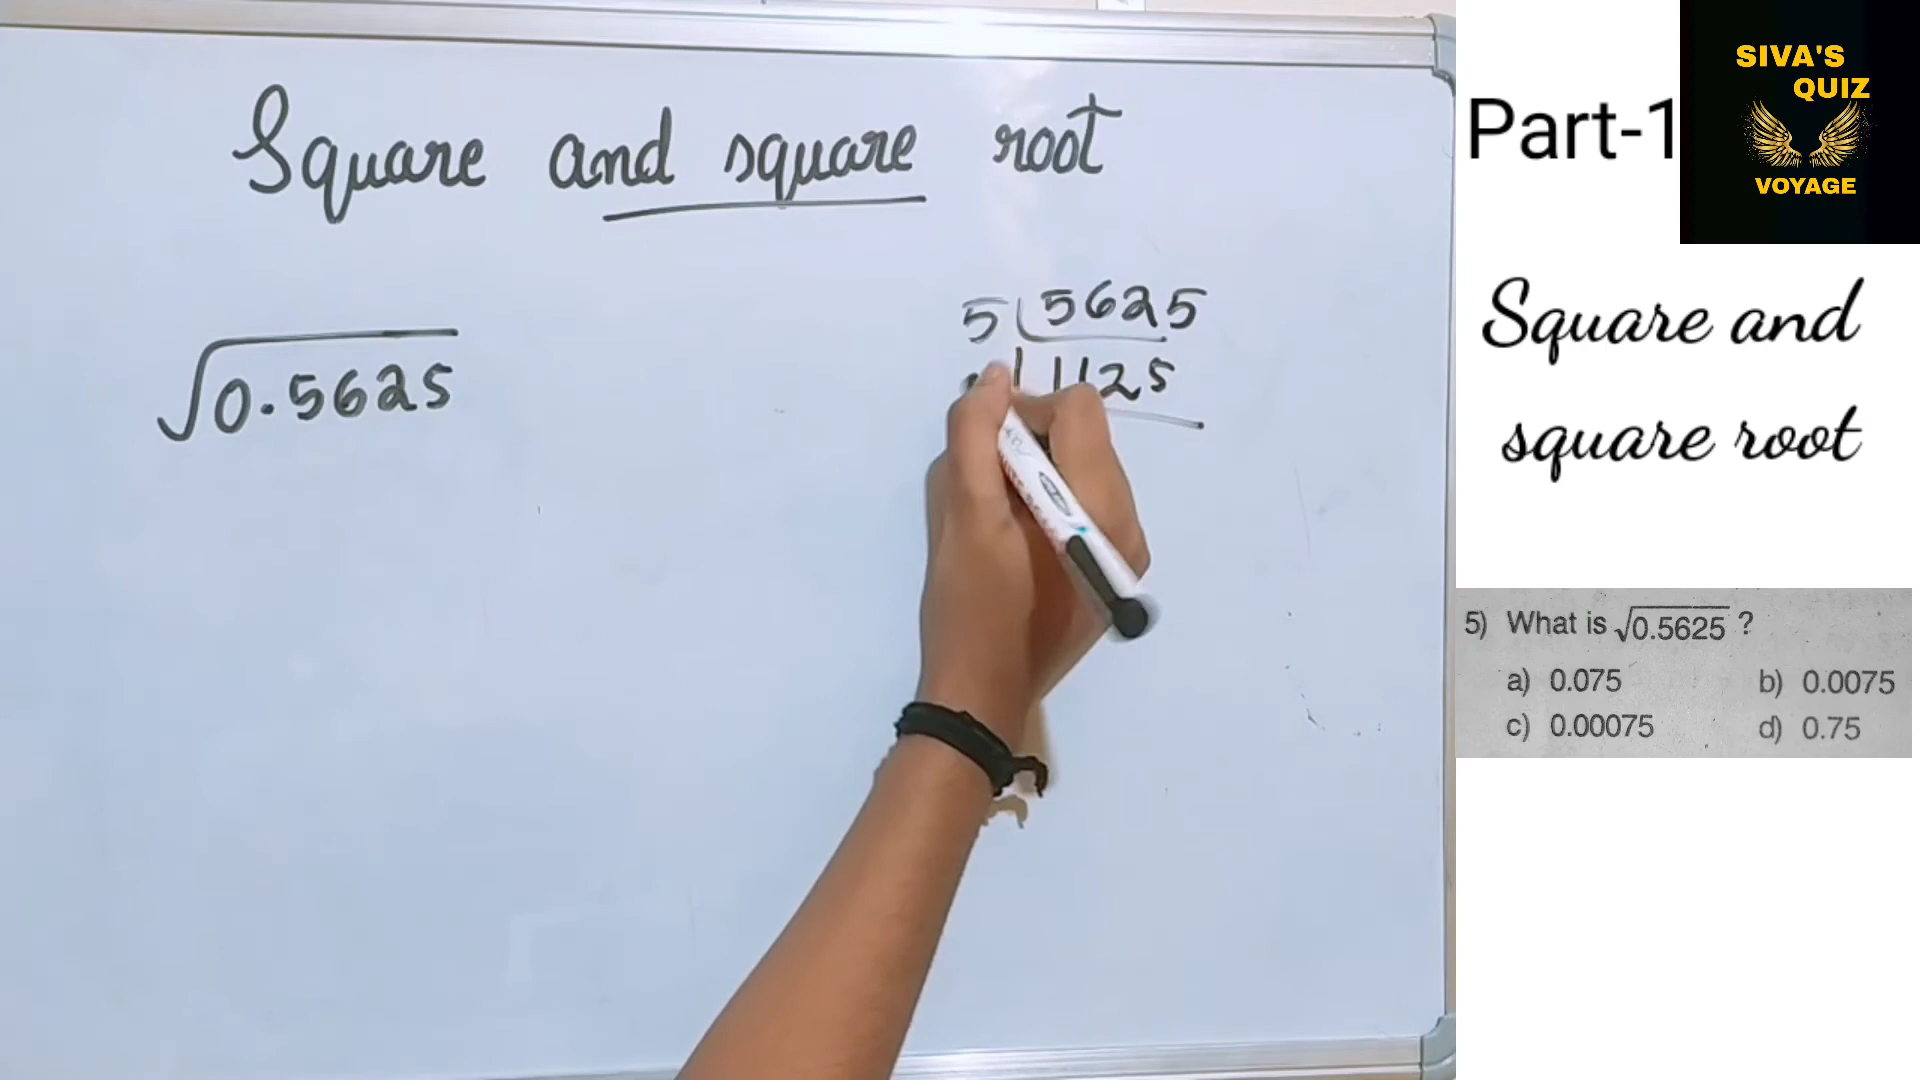 Square and square root
√0.5625
5 5625
1125
Part-1
SIVA'S
QUIZ
VOYAGE
Square and
square root
5) What is √0.5625 ?
a) 0.075 b) 0.0075
c) 0.00075 d) 0.75